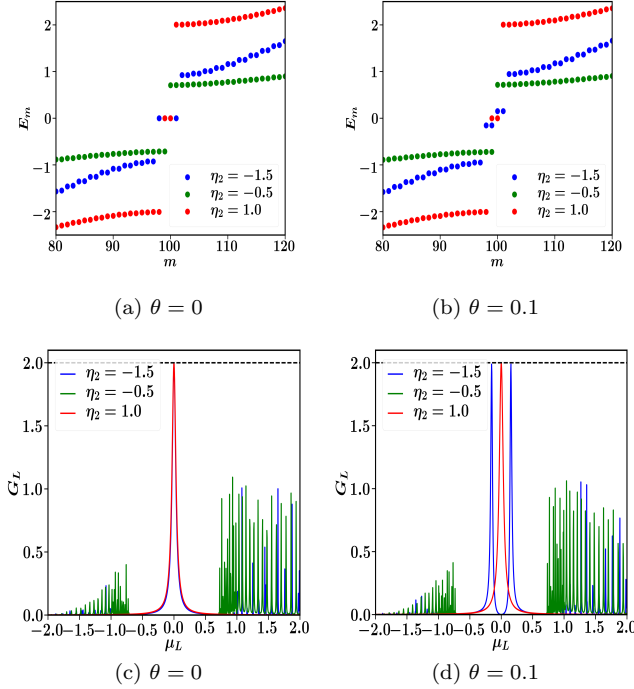 2
1
0
−1
−2
E_m
η₂ = −1.5
η₂ = −0.5
η₂ = 1.0
80 90 100 110 120
m
(a) θ = 0
2
1
0
−1
−2
E_m
η₂ = −1.5
η₂ = −0.5
η₂ = 1.0
80 90 100 110 120
m
(b) θ = 0.1
2.0
1.5
1.0
0.5
0.0
G_L
η₂ = −1.5
η₂ = −0.5
η₂ = 1.0
−2.0 −1.5 −1.0 −0.5 0.0 0.5 1.0 1.5 2.0
μ_L
(c) θ = 0
2.0
1.5
1.0
0.5
0.0
G_L
η₂ = −1.5
η₂ = −0.5
η₂ = 1.0
−2.0 −1.5 −1.0 −0.5 0.0 0.5 1.0 1.5 2.0
μ_L
(d) θ = 0.1